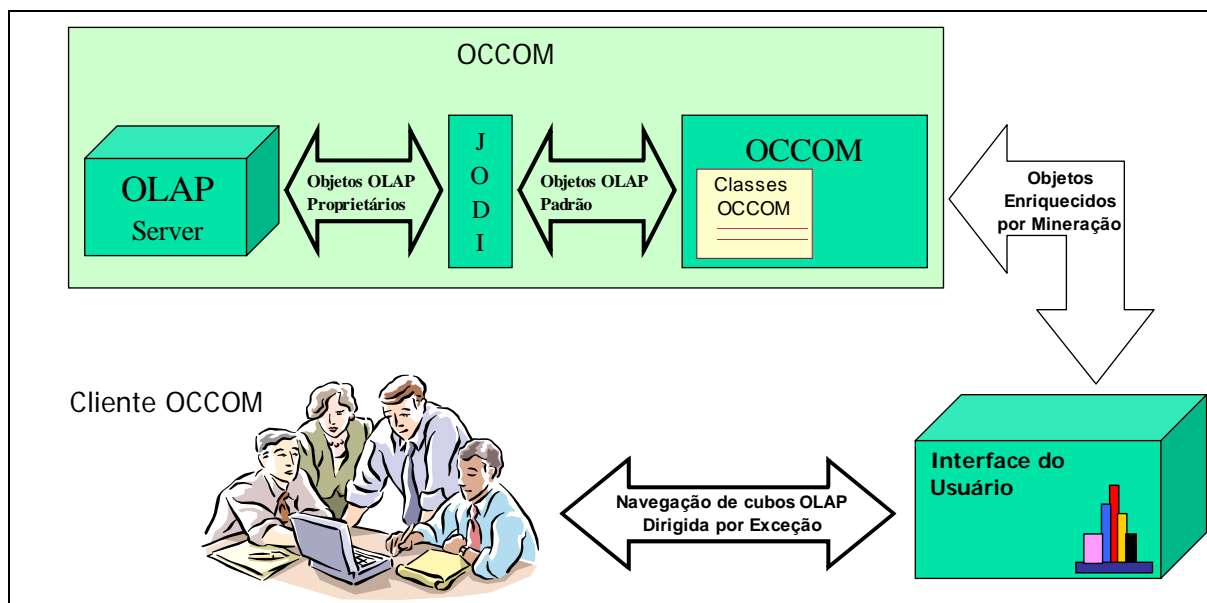 OCCOM
OLAP
Server
Objetos OLAP
Proprietários
J
O
D
I
Objetos OLAP
Padrão
OCCOM
Classes
OCCOM
Objetos
Enriquecidos
por Mineração
Cliente OCCOM
Navegação de cubos OLAP
Dirigida por Exceção
Interface do
Usuário